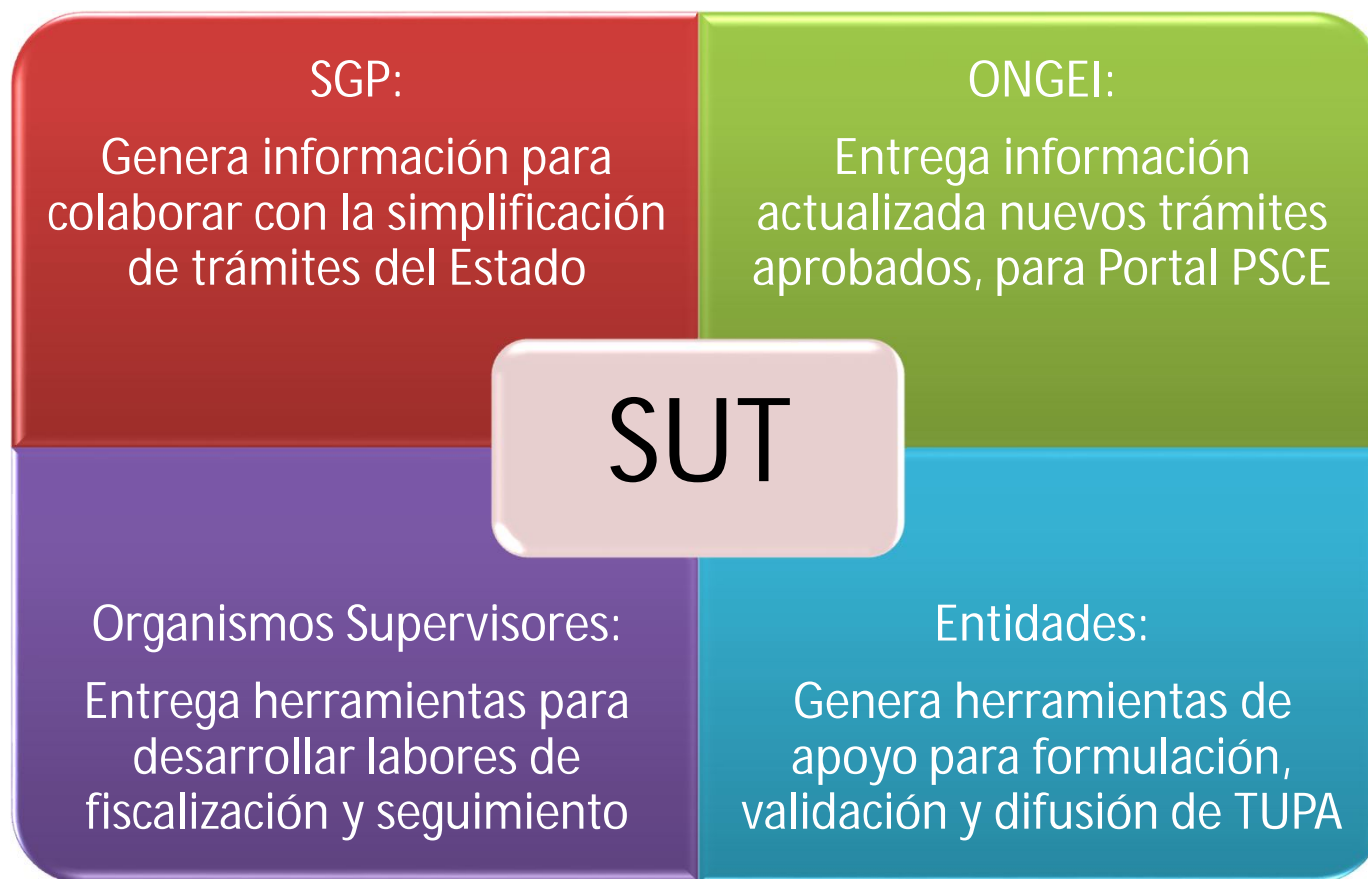 SGP:
Genera información para
colaborar con la simplificación
de trámites del Estado
ONGEI:
Entrega información
actualizada nuevos trámites
aprobados, para Portal PSCE
SUT
Organismos Supervisores:
Entrega herramientas para
desarrollar labores de
fiscalización y seguimiento
Entidades:
Genera herramientas de
apoyo para formulación,
validación y difusión de TUPA